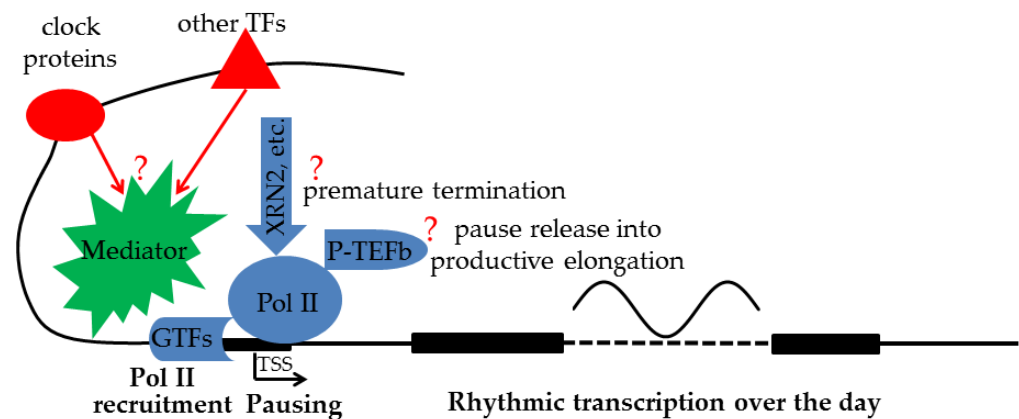 clock
proteins
other TFs
?
Mediator
XRN2, etc.
?
premature termination
P-TEFb
? pause release into
productive elongation
Pol II
GTFs
TSS
Pol II
recruitment
Pausing
Rhythmic transcription over the day